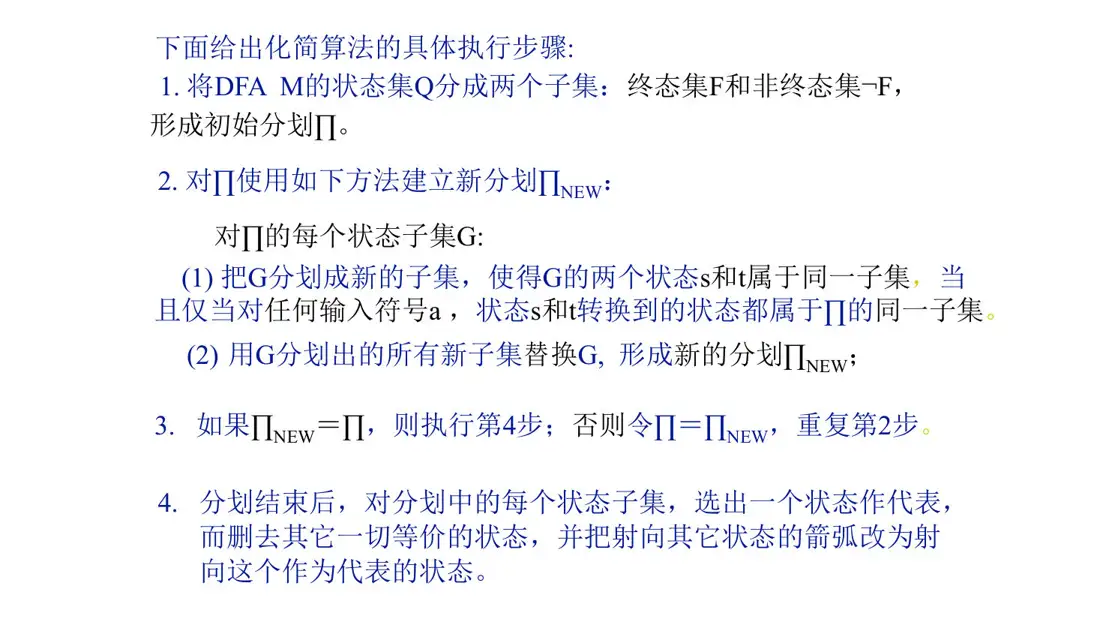 下面给出化简算法的具体执行步骤:
1. 将DFA M的状态集Q分成两个子集：终态集F和非终态集¬F，
形成初始分划∏。
2. 对∏使用如下方法建立新分划∏NEW：
对∏的每个状态子集G:
(1) 把G分划成新的子集，使得G的两个状态s和t属于同一子集，当
且仅当对任何输入符号a ，状态s和t转换到的状态都属于∏的同一子集。
(2) 用G分划出的所有新子集替换G, 形成新的分划∏NEW；
3. 如果∏NEW＝∏，则执行第4步；否则令∏＝∏NEW，重复第2步。
4. 分划结束后，对分划中的每个状态子集，选出一个状态作代表，
而删去其它一切等价的状态，并把射向其它状态的箭弧改为射
向这个作为代表的状态。